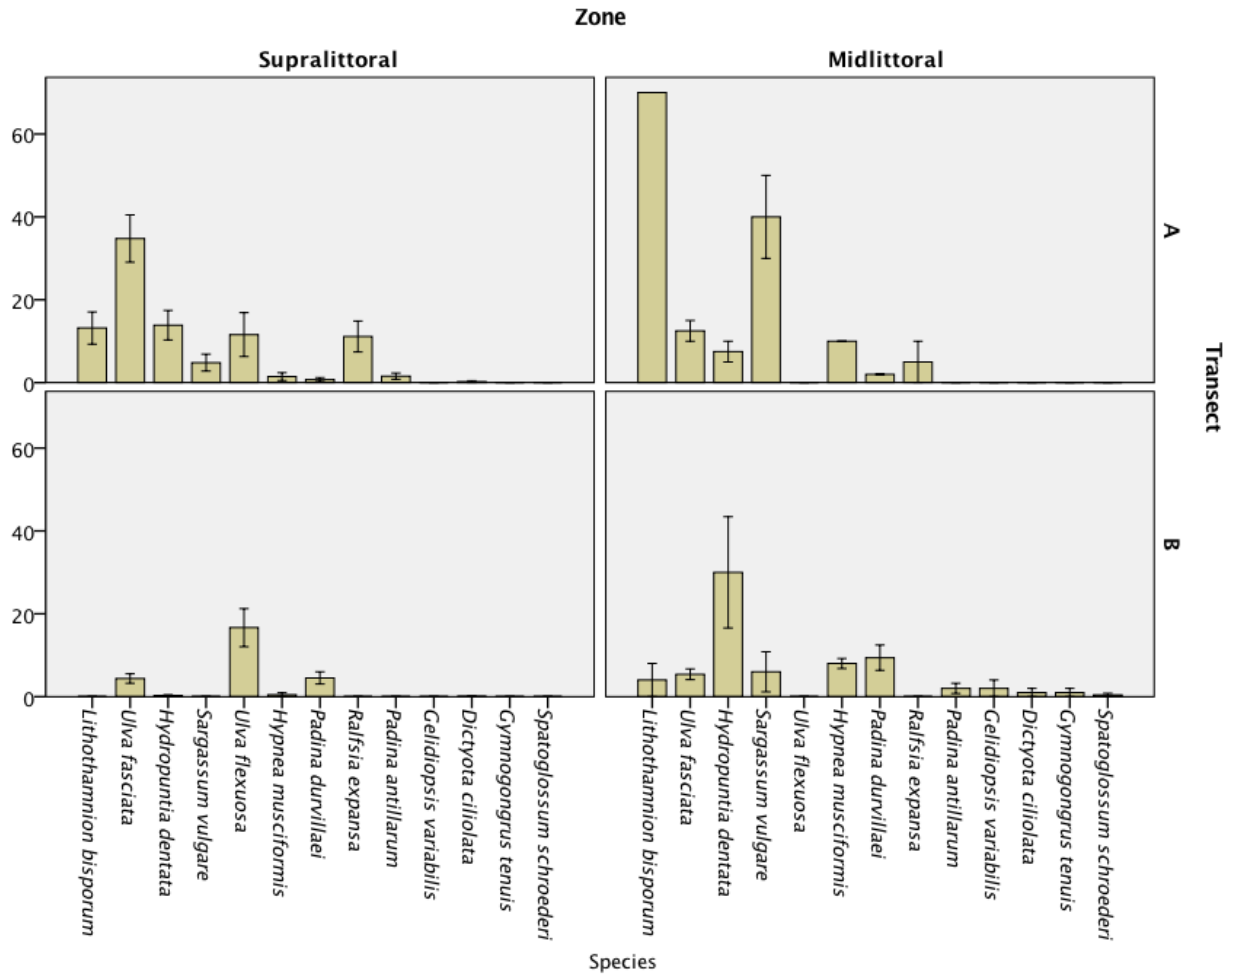 Zone
Supralittoral
Midlittoral
60
40
20
0
A
60
40
20
0
B
Transect
Lithothamnion bisporum
Ulva fasciata
Hydropuntia dentata
Sargassum vulgare
Ulva flexuosa
Hypnea musciformis
Padina durvillaei
Ralfsia expansa
Padina antillarum
Gelidiopsis variabilis
Dictyota ciliolata
Gymnogongrus tenuis
Spatoglossum schroederi
Lithothamnion bisporum
Ulva fasciata
Hydropuntia dentata
Sargassum vulgare
Ulva flexuosa
Hypnea musciformis
Padina durvillaei
Ralfsia expansa
Padina antillarum
Gelidiopsis variabilis
Dictyota ciliolata
Gymnogongrus tenuis
Spatoglossum schroederi
Species